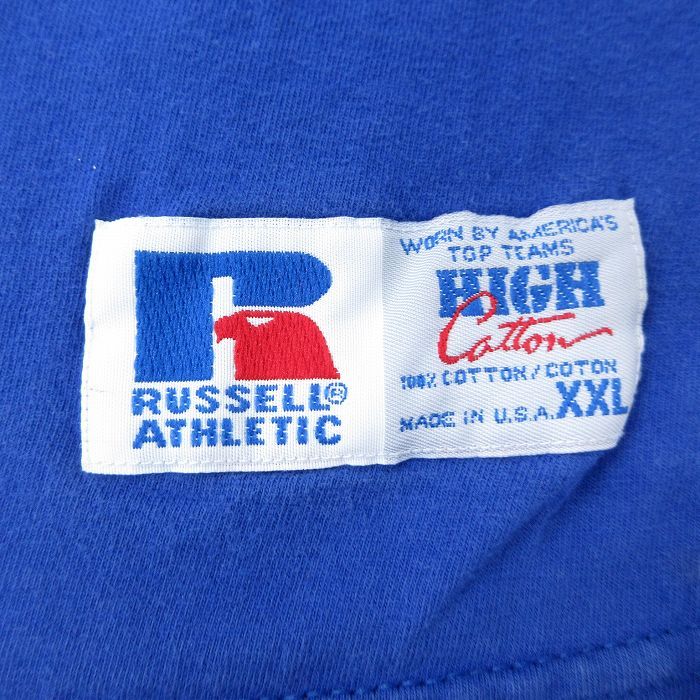 R
RUSSELL®
ATHLETIC
WORN BY AMERICA'S
TOP TEAMS
HIGH
Cotton
100% COTTON/COTON
MADE IN U.S.A. XXL